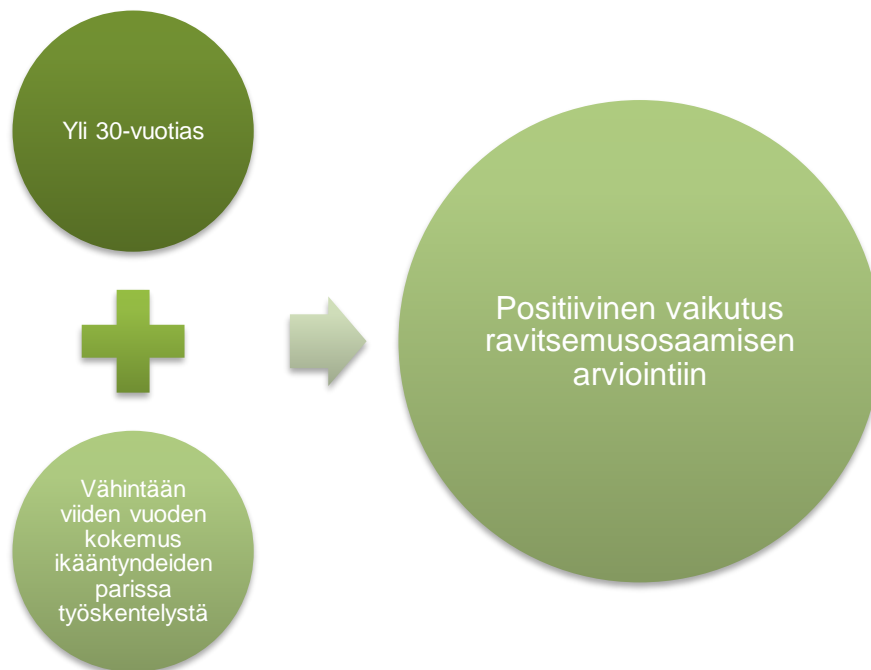 Yli 30-vuotias
Vähintään
viiden vuoden
kokemus
ikääntyndeiden
parissa
työskentelystä
Positiivinen vaikutus
ravitsemusosaamisen
arviointiin